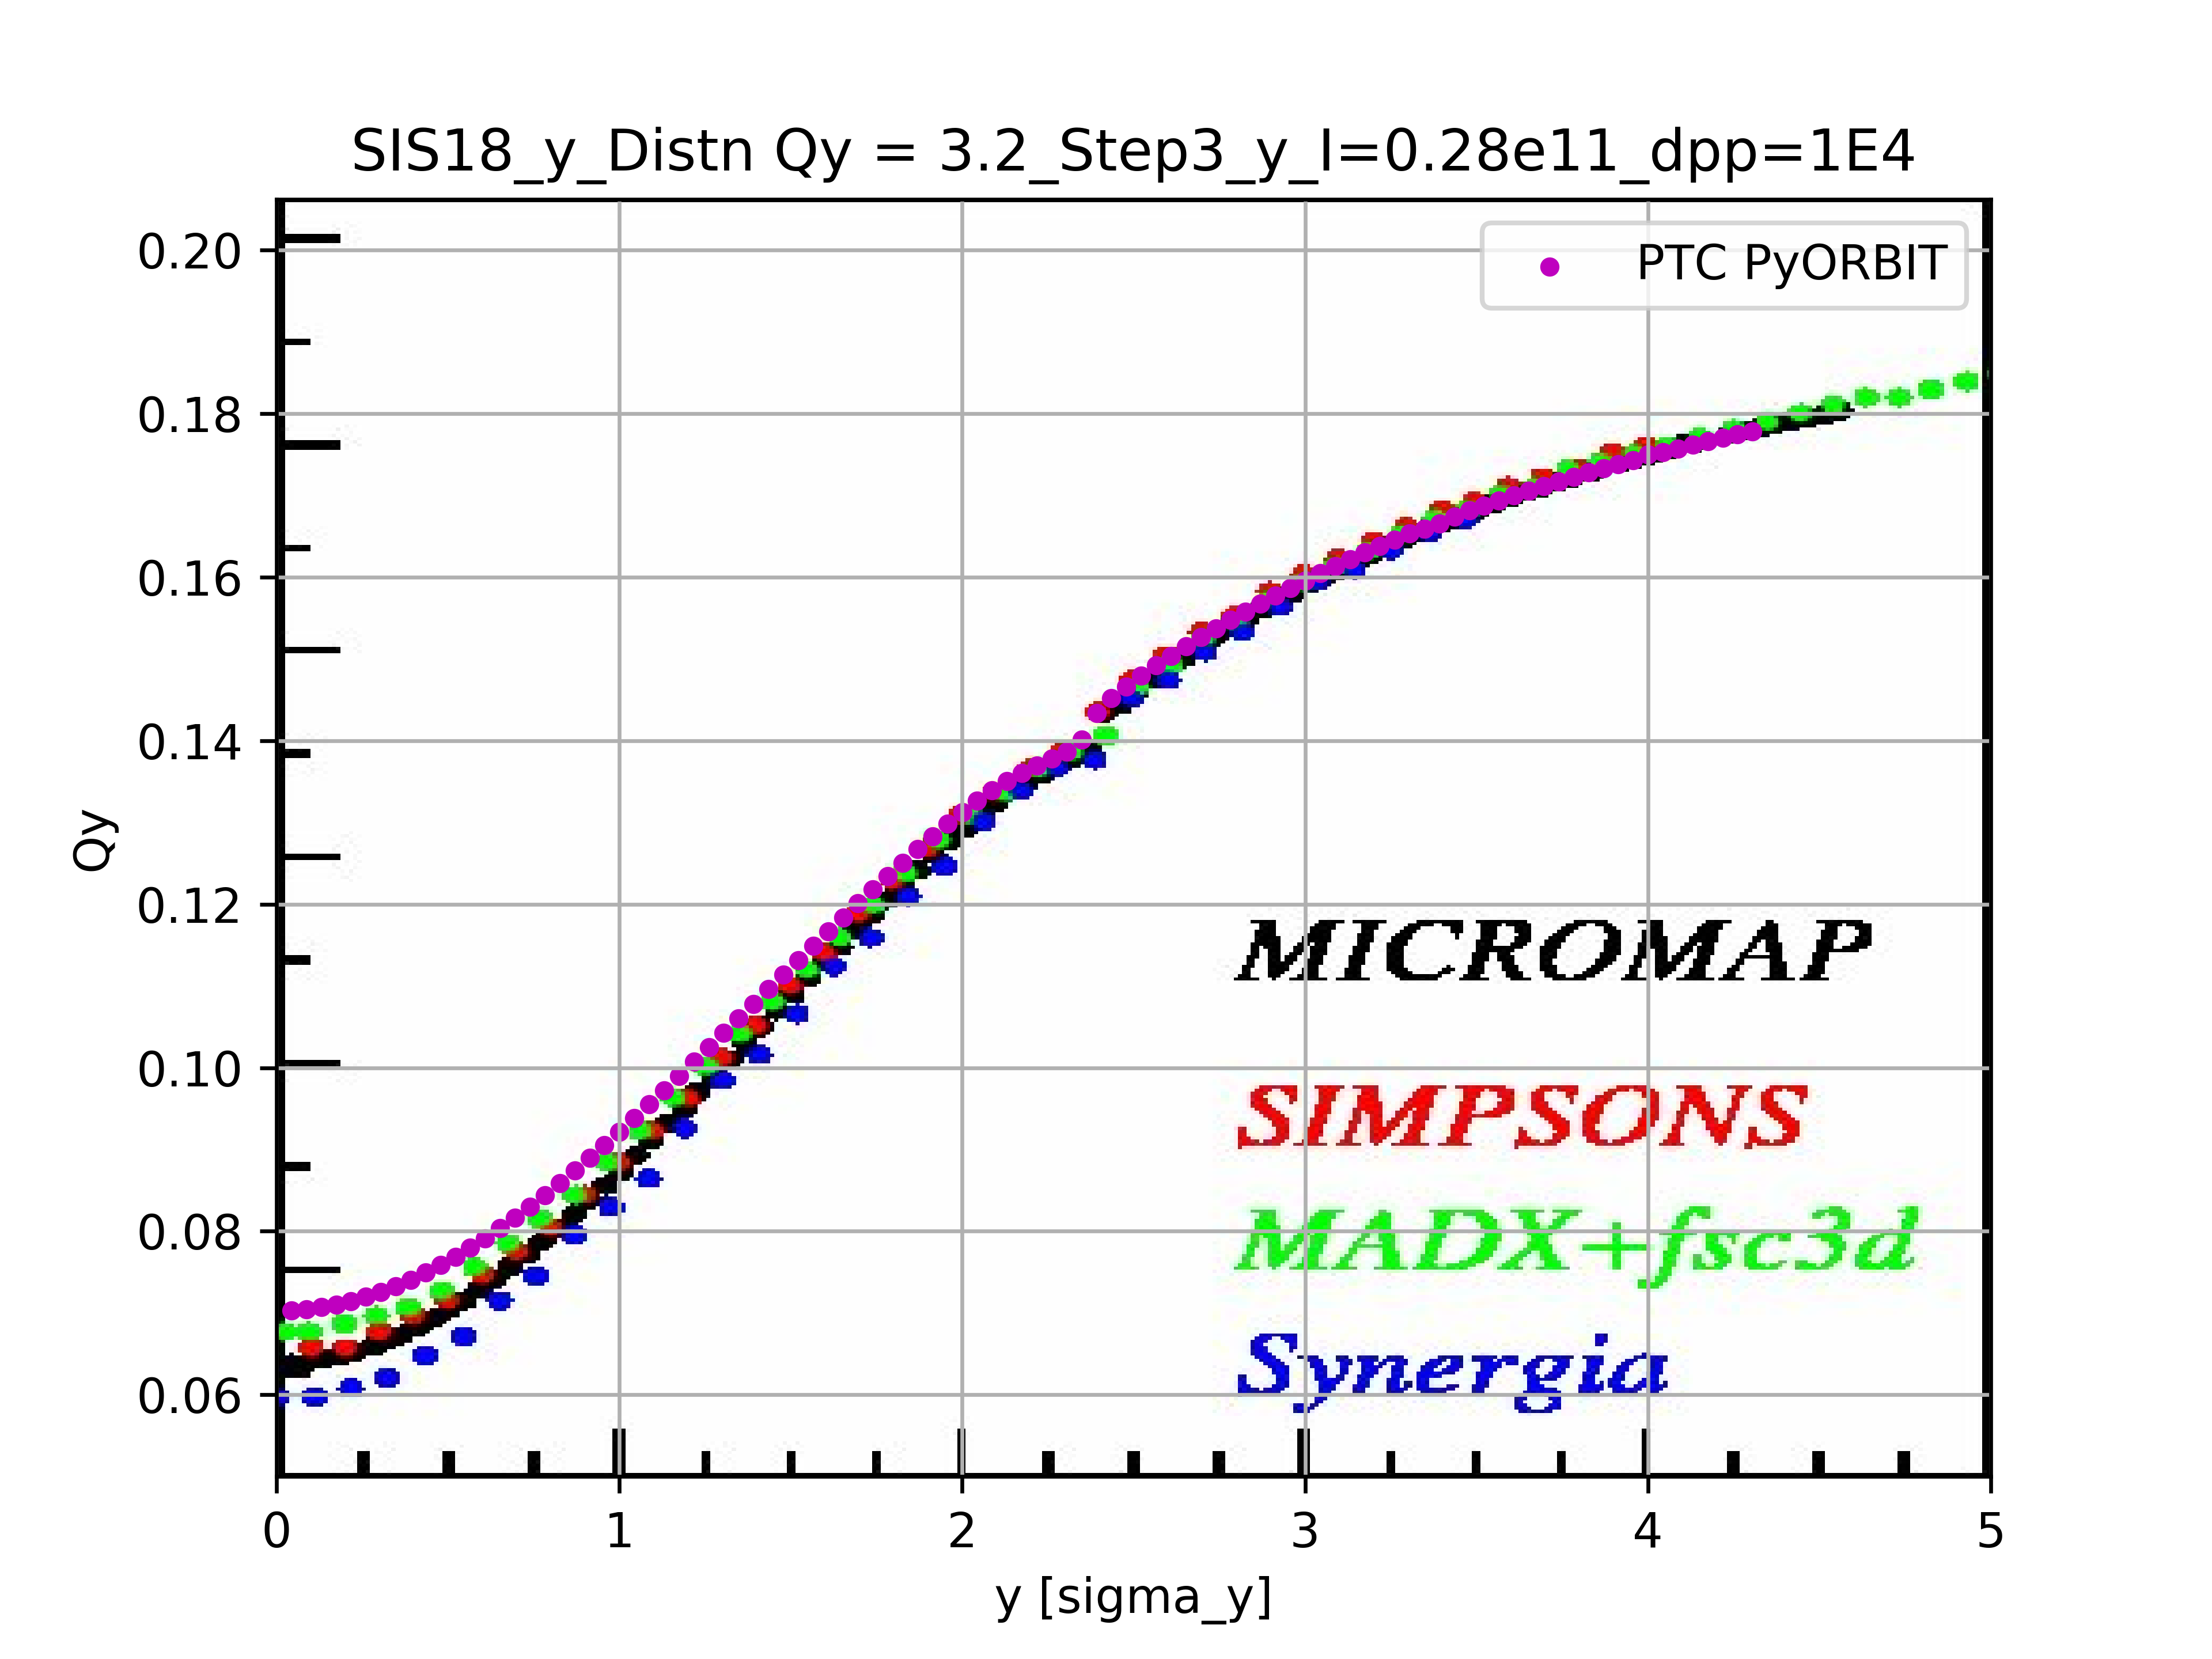 SIS18_y_Distn Qy = 3.2_Step3_y_I=0.28e11_dpp=1E4
PTC PyORBIT
0.20
0.18
0.16
0.14
0.12
0.10
0.08
0.06
Qy
MICROMAP
SIMPSONS
MADX+fsc3d
Synergia
0 1 2 3 4 5
y [sigma_y]